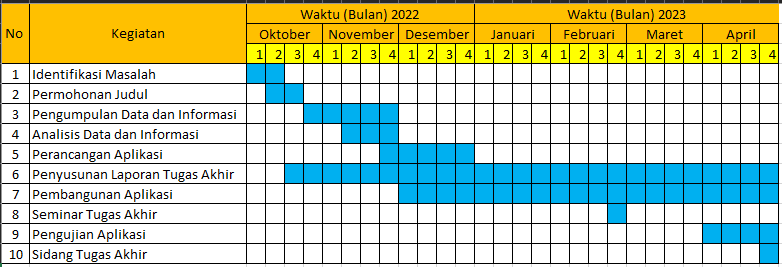 No Kegiatan Waktu (Bulan) 2022 Waktu (Bulan) 2023
Oktober November Desember Januari Februari Maret April
1 2 3 4 1 2 3 4 1 2 3 4 1 2 3 4 1 2 3 4 1 2 3 4 1 2 3 4
1 Identifikasi Masalah
2 Permohonan Judul
3 Pengumpulan Data dan Informasi
4 Analisis Data dan Informasi
5 Perancangan Aplikasi
6 Penyusunan Laporan Tugas Akhir
7 Pembangunan Aplikasi
8 Seminar Tugas Akhir
9 Pengujian Aplikasi
10 Sidang Tugas Akhir